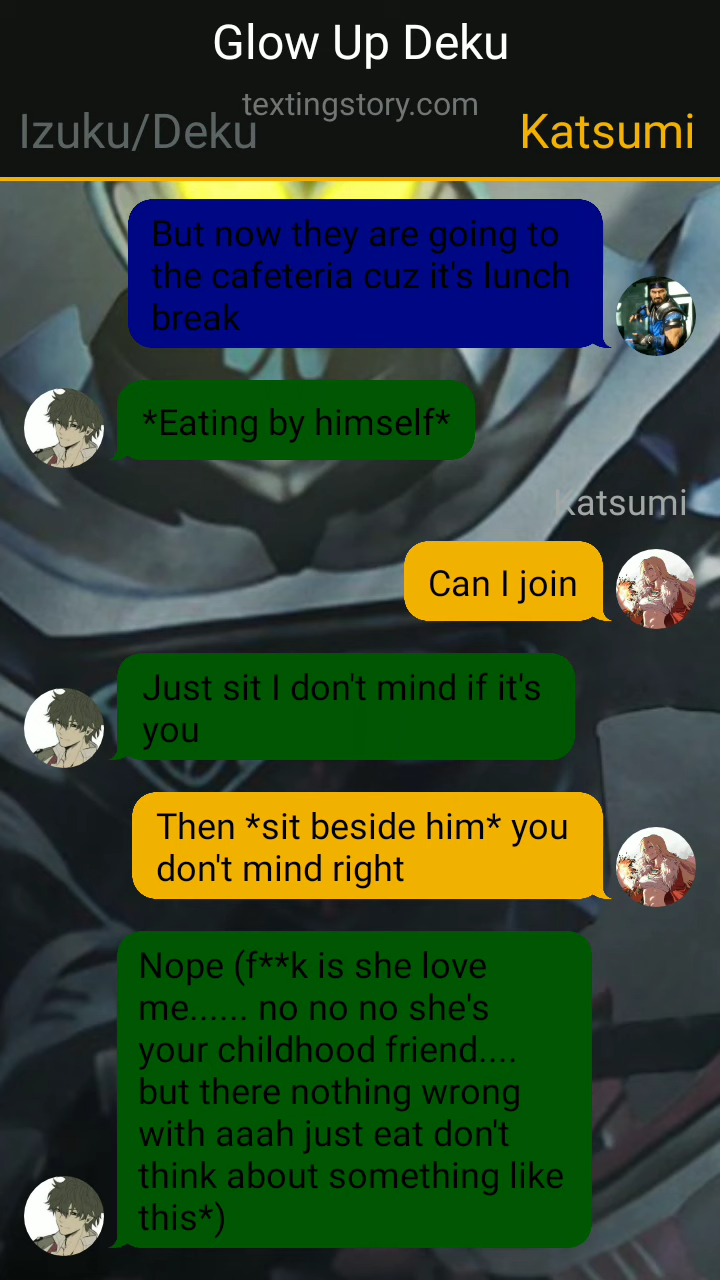 Glow Up Deku
textingstory.com
Izuku/Deku
Katsumi
But now they are going to
the cafeteria cuz it's lunch
break
*Eating by himself*
Katsumi
Can I join
Just sit I don't mind if it's
you
Then *sit beside him* you
don't mind right
Nope (f**k is she love
me...... no no no she's
your childhood friend....
but there nothing wrong
with aaah just eat don't
think about something like
this*)